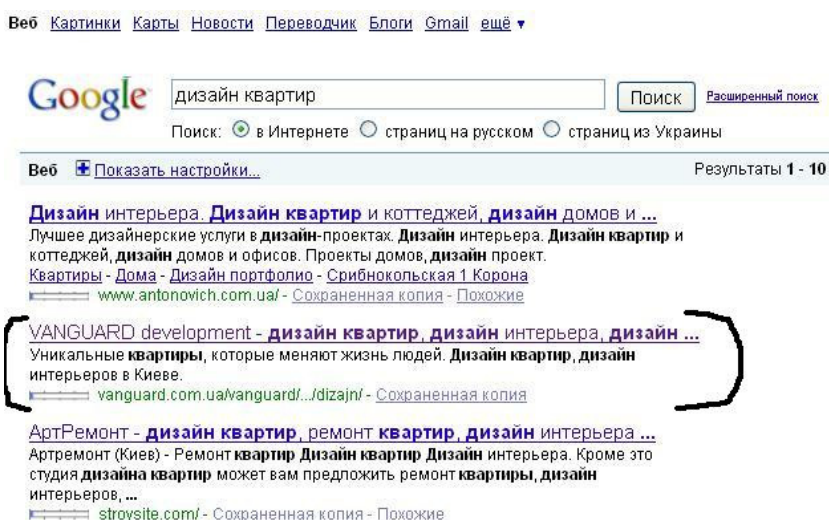 Веб Картинки Карты Новости Переводчик Блоги Gmail ещё ▼
Google дизайн квартир Поиск Расширенный поиск
Поиск: в Интернете страниц на русском страниц из Украины
Веб Показать настройки... Результаты 1 - 10
Дизайн интерьера. Дизайн квартир и коттеджей, дизайн домов и ...
Лучшее дизайнерские услуги в дизайн-проектах. Дизайн интерьера. Дизайн квартир и
коттеджей, дизайн домов и офисов. Проекты домов, дизайн проект.
Квартиры - Дома - Дизайн портфолио - Срибнокольская 1 Корона
www.antonovich.com.ua/ - Сохраненная копия - Похожие
VANGUARD development - дизайн квартир, дизайн интерьера, дизайн ...
Уникальные квартиры, которые меняют жизнь людей. Дизайн квартир, дизайн
интерьеров в Киеве.
vanguard.com.ua/vanguard/.../dizajn/ - Сохраненная копия
АртРемонт - дизайн квартир, ремонт квартир, дизайн интерьера ...
Артремонт (Киев) - Ремонт квартир Дизайн квартир Дизайн интерьера. Кроме это
студия дизайна квартир может вам предложить ремонт квартиры, дизайн
интерьеров, ...
stroysite.com/ - Сохраненная копия - Похожие